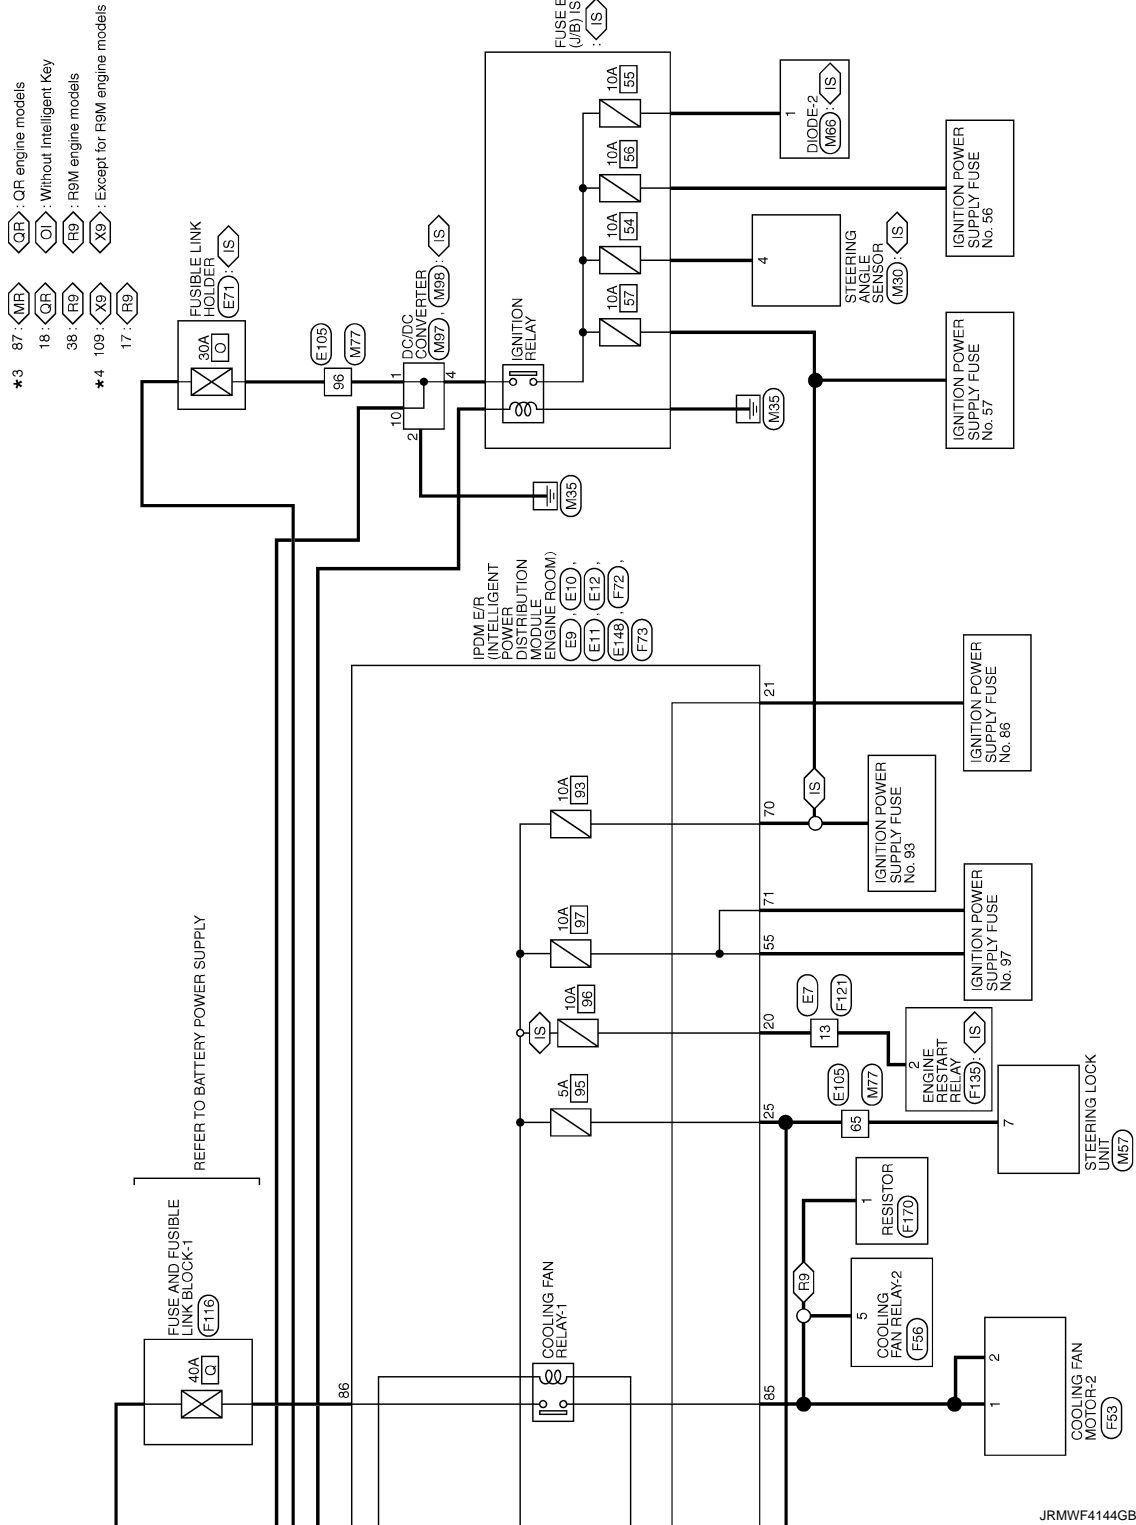 *3
87 : MR : QR engine models
18 : QR OI : Without Intelligent Key
38 : R9 R9 : R9M engine models
*4 109 : X9 X9 : Except for R9M engine models
17 : R9
FUSIBLE LINK
HOLDER
E71 : IS
30A
O
E105
96
M77
DC/DC
CONVERTER
M97 , M98 : IS
1
10
2
4
M35
IGNITION
RELAY
FUSE
(J/B) IS
: IS
10A
55
10A
56
10A
54
10A
57
M35
1
DIODE-2
M66 : IS
4
STEERING
ANGLE
SENSOR
M30 : IS
IGNITION POWER
SUPPLY FUSE
No. 56
IGNITION POWER
SUPPLY FUSE
No. 57
IPDM E/R
(INTELLIGENT
POWER
DISTRIBUTION
MODULE
ENGINE ROOM)
E9 , E10 ,
E11 , E12 ,
E148 , F72 ,
F73
21
IGNITION POWER
SUPPLY FUSE
No. 86
10A
93
70
IS
IGNITION POWER
SUPPLY FUSE
No. 93
10A
97
71
55
IGNITION POWER
SUPPLY FUSE
No. 97
IS
10A
96
20
E7
13
F121
2
ENGINE
RESTART
RELAY
F135 : IS
5A
95
25
E105
65
M77
7
STEERING LOCK
UNIT
M57
REFER TO BATTERY POWER SUPPLY
FUSE AND FUSIBLE
LINK BLOCK-1
F116
40A
Q
86
COOLING FAN
RELAY-1
85
R9
1
RESISTOR
F170
5
COOLING
FAN RELAY-2
F56
1
2
COOLING FAN
MOTOR-2
F53
JRMWF4144GB